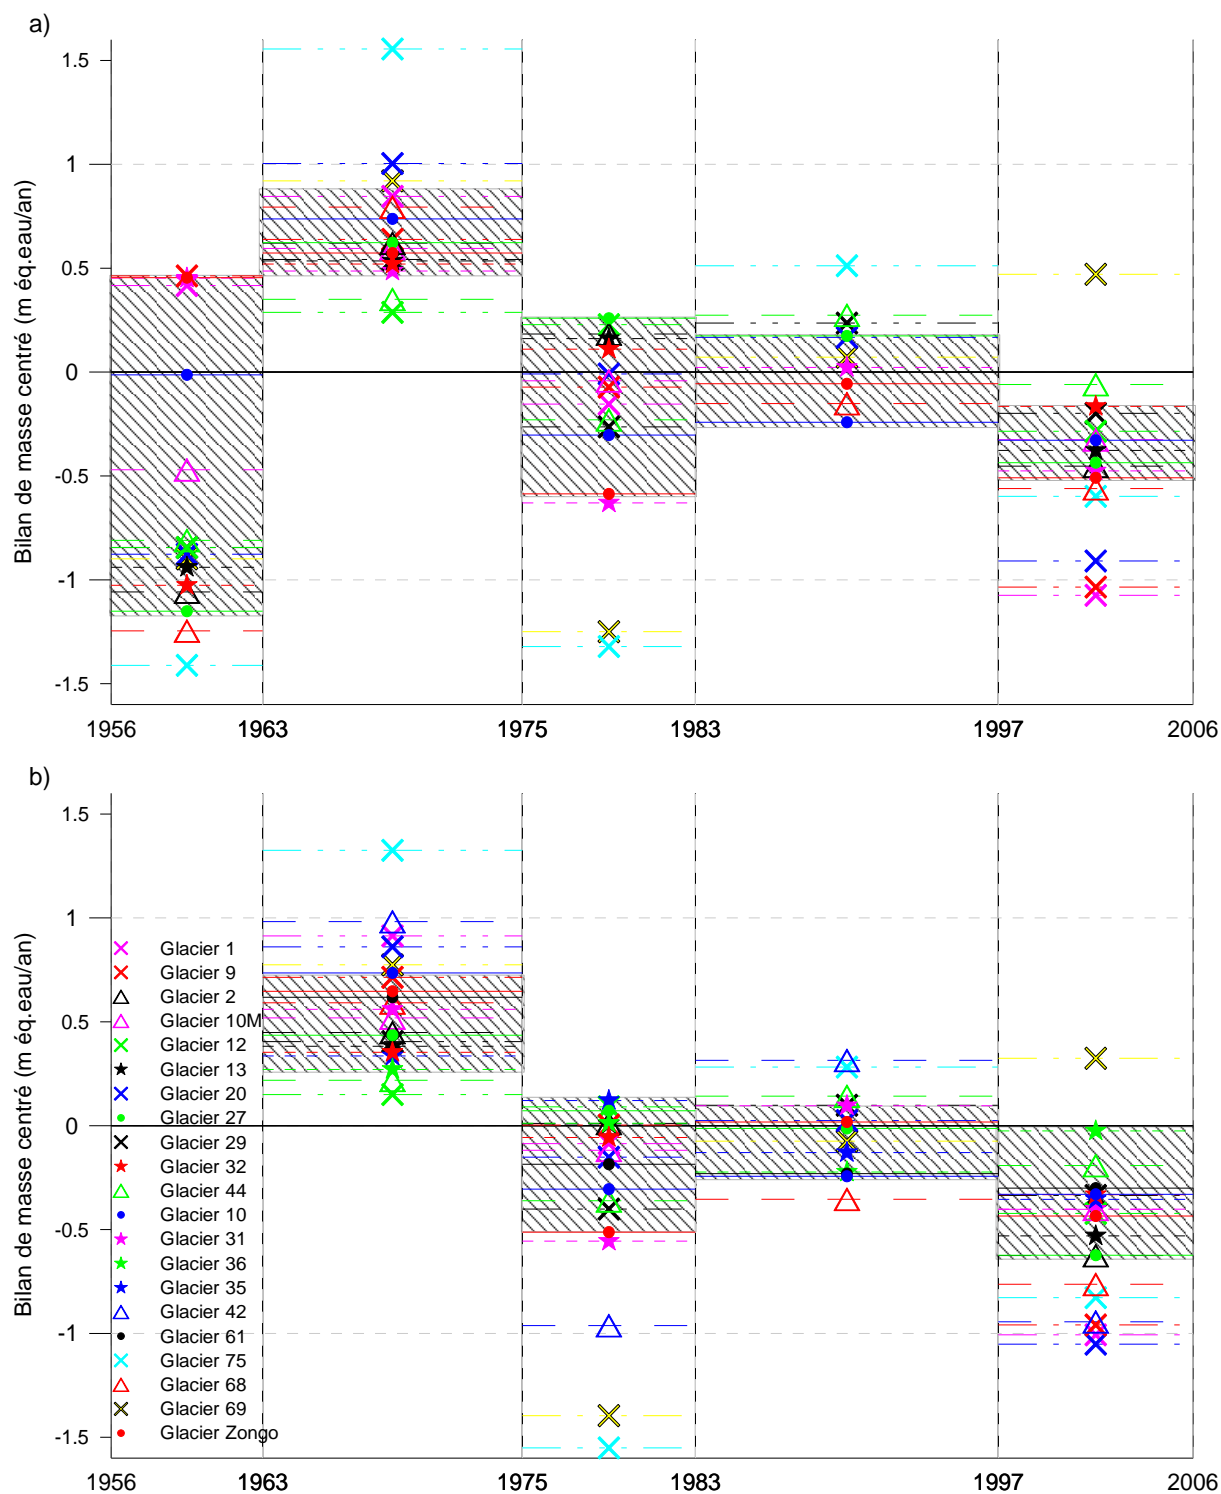 a)
Bilan de masse centré (m éq.eau/an)
1.5
1
0.5
0
-0.5
-1
-1.5
1956 1963 1975 1983 1997 2006
b)
Bilan de masse centré (m éq.eau/an)
1.5
1
0.5
0
-0.5
-1
-1.5
Glacier 1
Glacier 9
Glacier 2
Glacier 10M
Glacier 12
Glacier 13
Glacier 20
Glacier 27
Glacier 29
Glacier 32
Glacier 44
Glacier 10
Glacier 31
Glacier 36
Glacier 35
Glacier 42
Glacier 61
Glacier 75
Glacier 68
Glacier 69
Glacier Zongo
1956 1963 1975 1983 1997 2006